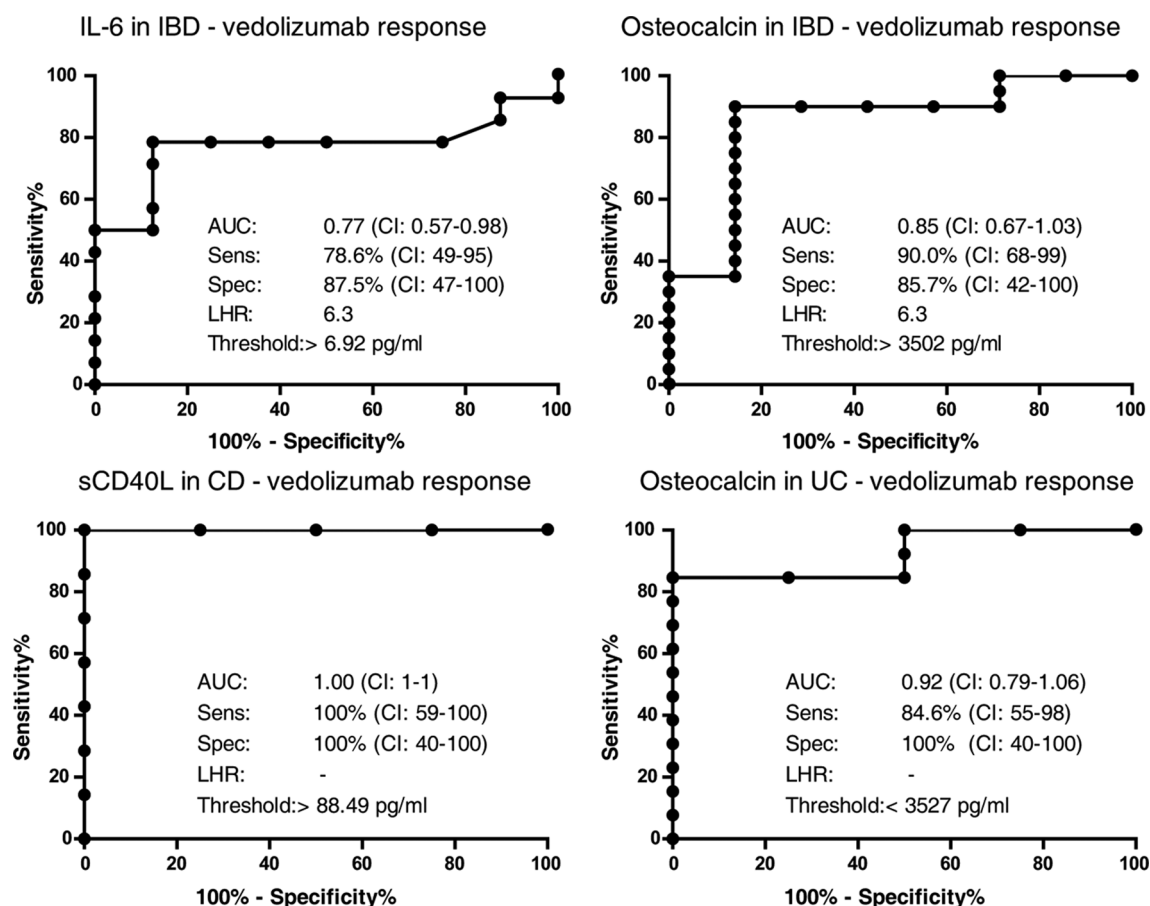 IL-6 in IBD - vedolizumab response
100
80
60
40
20
0
Sensitivity%
AUC: 0.77 (CI: 0.57-0.98)
Sens: 78.6% (CI: 49-95)
Spec: 87.5% (CI: 47-100)
LHR: 6.3
Threshold:> 6.92 pg/ml
0 20 40 60 80 100
100% - Specificity%
Osteocalcin in IBD - vedolizumab response
100
80
60
40
20
0
Sensitivity%
AUC: 0.85 (CI: 0.67-1.03)
Sens: 90.0% (CI: 68-99)
Spec: 85.7% (CI: 42-100)
LHR: 6.3
Threshold:> 3502 pg/ml
0 20 40 60 80 100
100% - Specificity%
sCD40L in CD - vedolizumab response
100
80
60
40
20
0
Sensitivity%
AUC: 1.00 (CI: 1-1)
Sens: 100% (CI: 59-100)
Spec: 100% (CI: 40-100)
LHR: -
Threshold:> 88.49 pg/ml
0 20 40 60 80 100
100% - Specificity%
Osteocalcin in UC - vedolizumab response
100
80
60
40
20
0
Sensitivity%
AUC: 0.92 (CI: 0.79-1.06)
Sens: 84.6% (CI: 55-98)
Spec: 100% (CI: 40-100)
LHR: -
Threshold:< 3527 pg/ml
0 20 40 60 80 100
100% - Specificity%